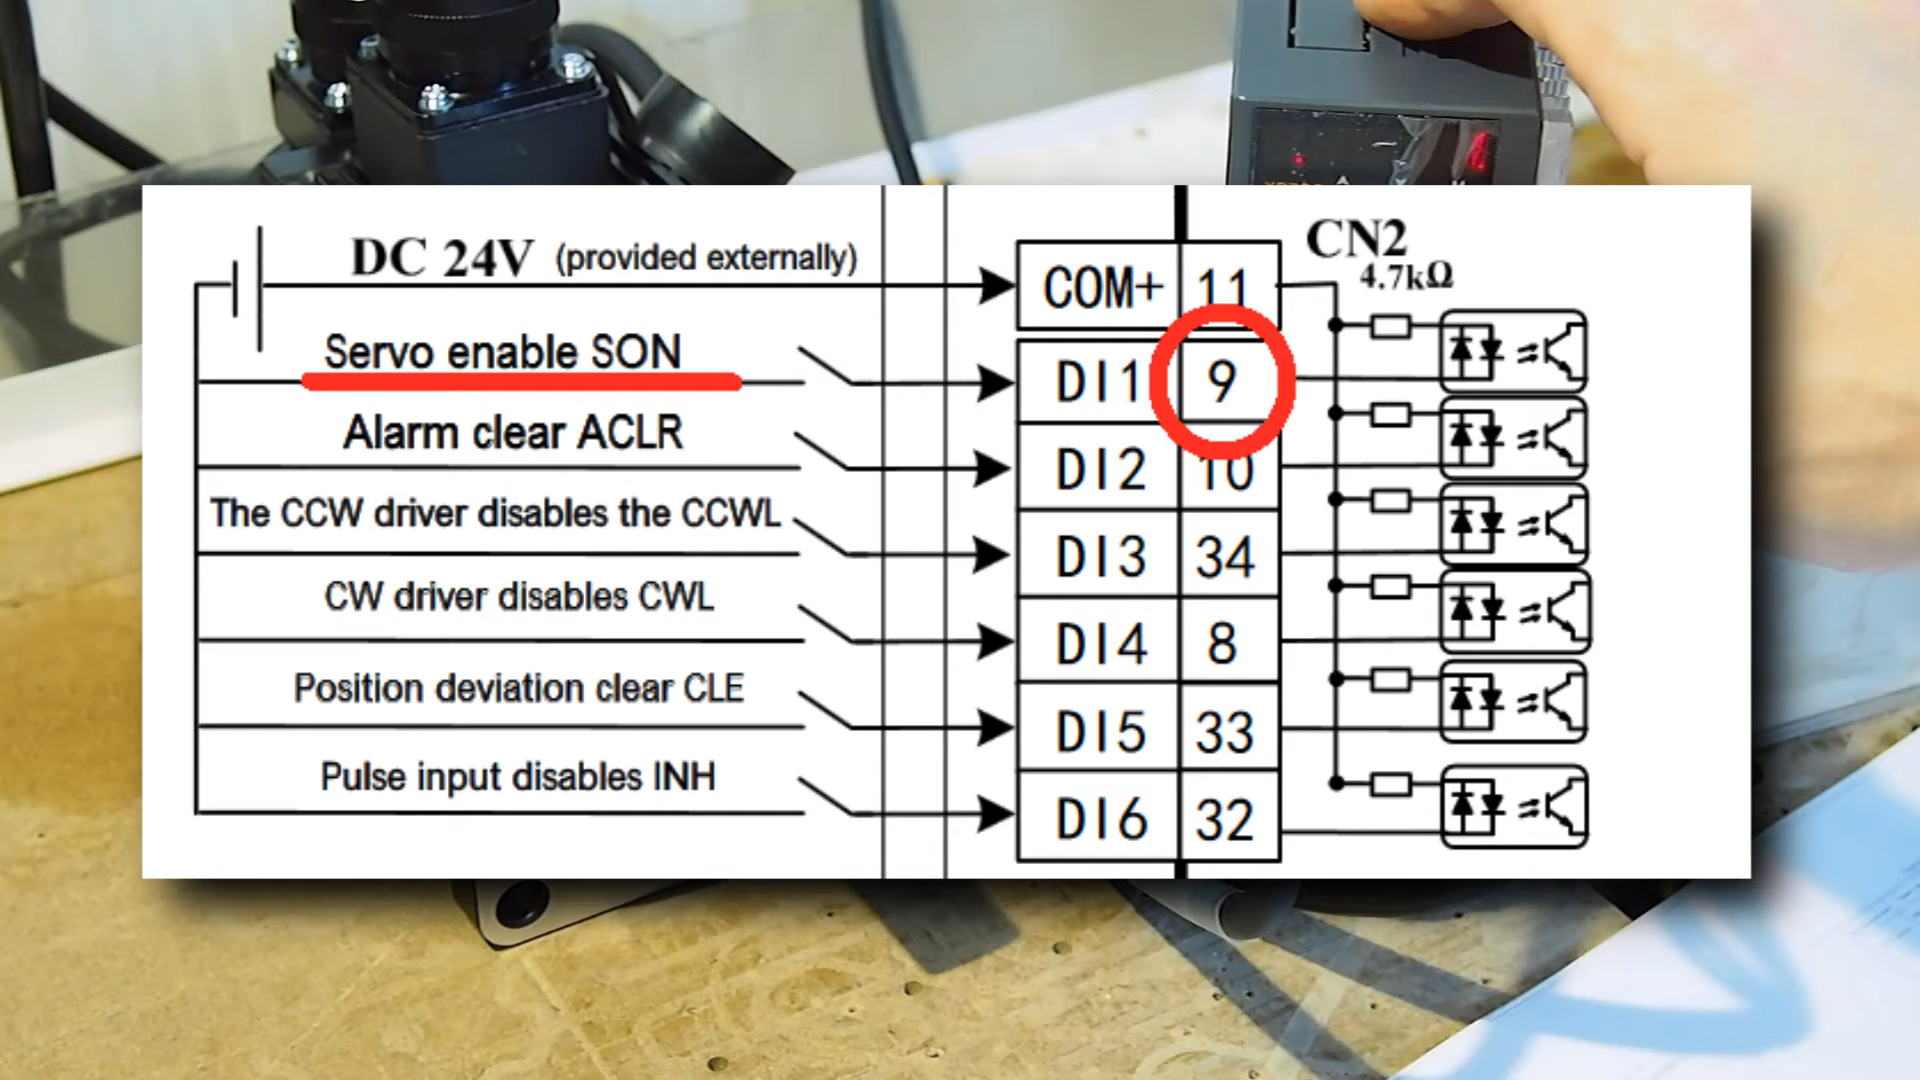 DC 24V (provided externally)
COM+ 11
CN2
4.7kΩ
Servo enable SON
DI1 9
Alarm clear ACLR
DI2 10
The CCW driver disables the CCWL
DI3 34
CW driver disables CWL
DI4 8
Position deviation clear CLE
DI5 33
Pulse input disables INH
DI6 32